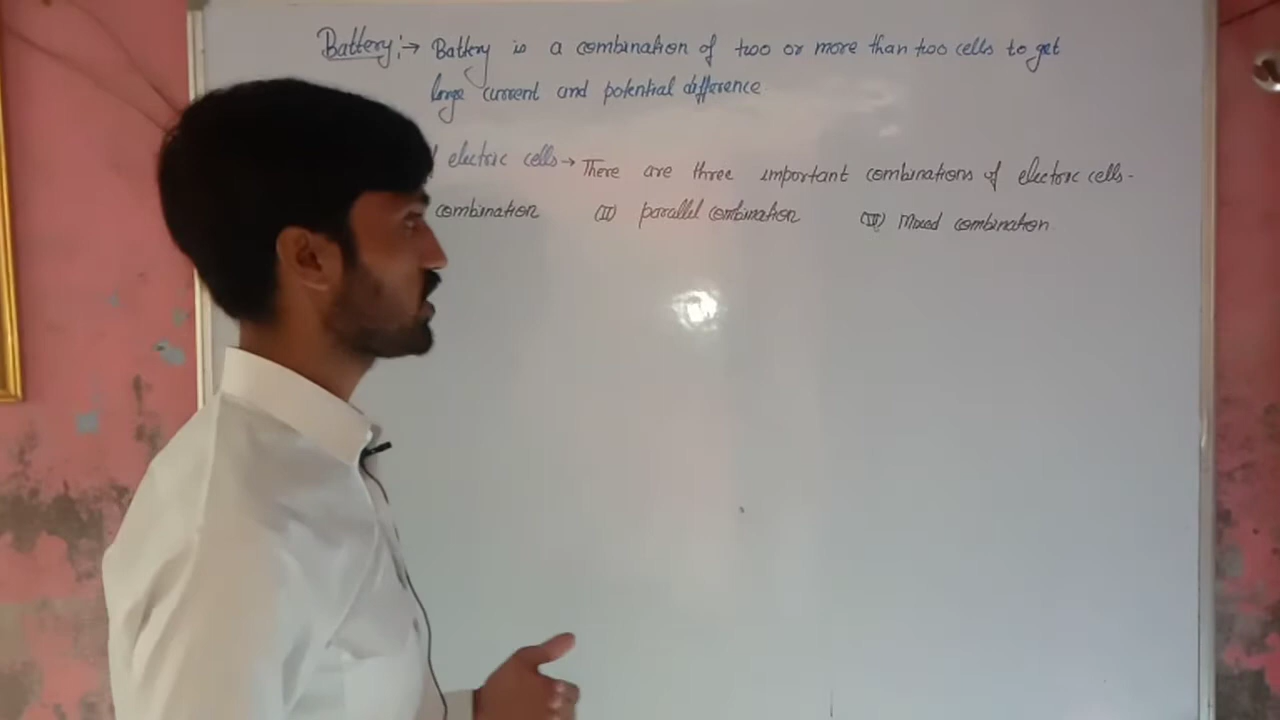 Battery:→ Battery is a combination of two or more than two cells to get
large current and potential difference.
electric cells → There are three important combinations of electric cells-
combination (II) parallel combination (III) Mixed combination